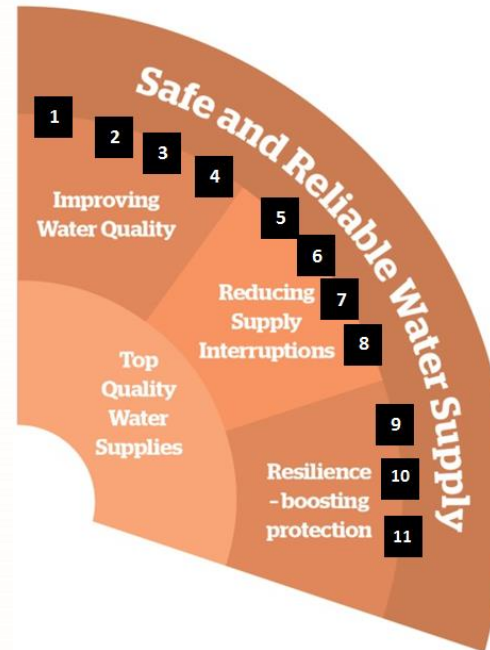 Safe and Reliable Water Supply
1
2
3
4
Improving
Water Quality
5
6
7
8
Reducing
Supply
Interruptions
Top
Quality
Water
Supplies
9
10
11
Resilience
- boosting
protection